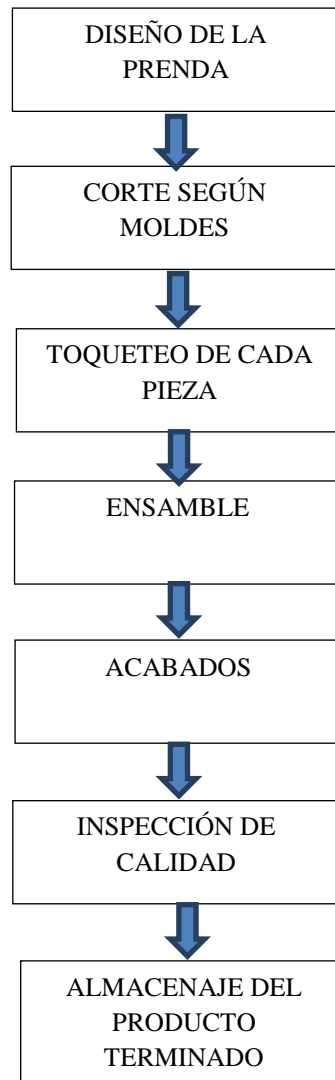 DISEÑO DE LA
PRENDA
CORTE SEGÚN
MOLDES
TOQUETEO DE CADA
PIEZA
ENSAMBLE
ACABADOS
INSPECCIÓN DE
CALIDAD
ALMACENAJE DEL
PRODUCTO
TERMINADO